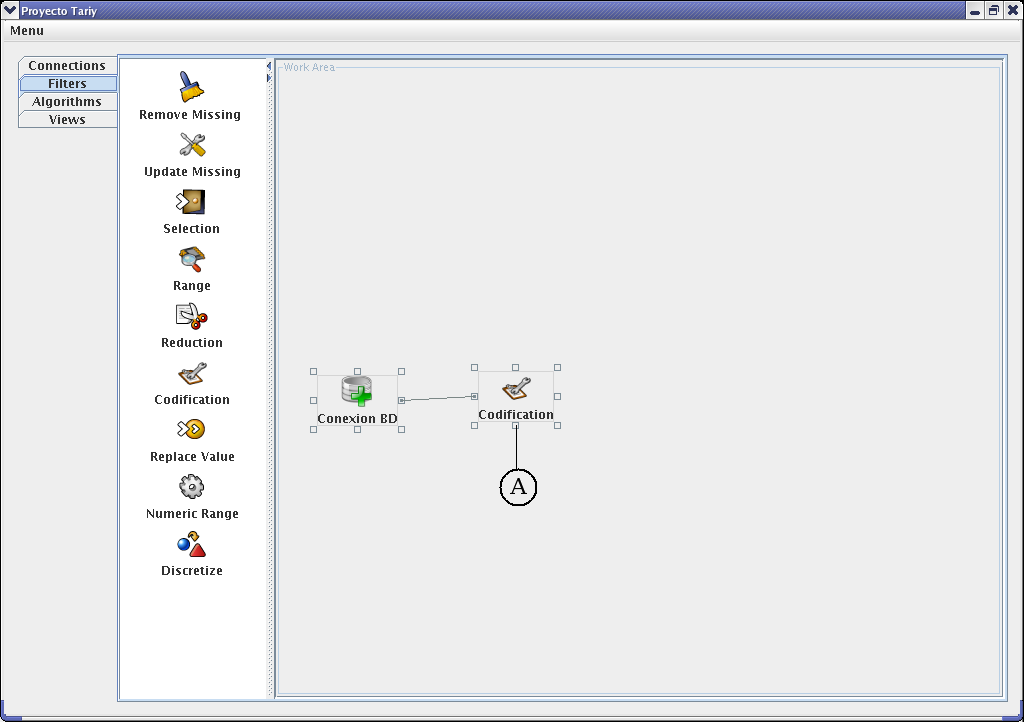 Proyecto Tariy
Menu
Connections
Filters
Algorithms
Views
Remove Missing
Update Missing
Selection
Range
Reduction
Codification
Replace Value
Numeric Range
Discretize
Work Area
Conexion BD
Codification
A